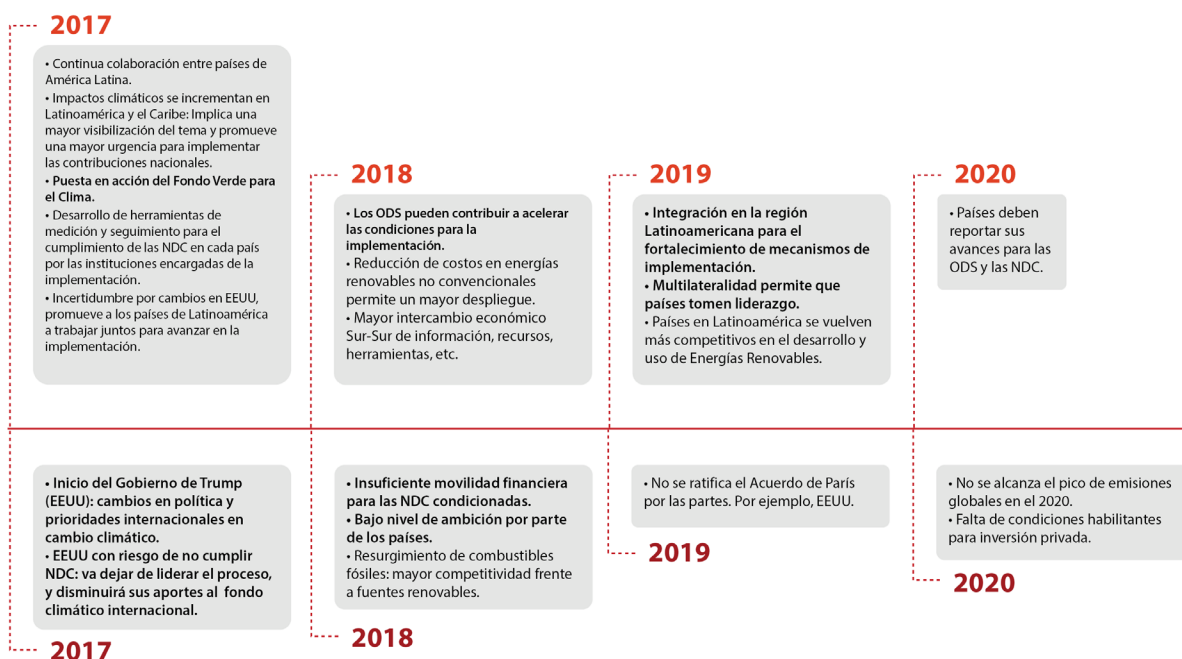 2017
• Continua colaboración entre países de
América Latina.
• Impactos climáticos se incrementan en
Latinoamérica y el Caribe: Implica una
mayor visibilización del tema y promueve
una mayor urgencia para implementar
las contribuciones nacionales.
• Puesta en acción del Fondo Verde para
el Clima.
• Desarrollo de herramientas de
medición y seguimiento para el
cumplimiento de las NDC en cada país
por las instituciones encargadas de la
implementación.
• Incertidumbre por cambios en EEUU,
promueve a los países de Latinoamérica
a trabajar juntos para avanzar en la
implementación.
2018
• Los ODS pueden contribuir a acelerar
las condiciones para la
implementación.
• Reducción de costos en energías
renovables no convencionales
permite un mayor despliegue.
• Mayor intercambio económico
Sur-Sur de información, recursos,
herramientas, etc.
2019
• Integración en la región
Latinoamericana para el
fortalecimiento de mecanismos de
implementación.
• Multilateralidad permite que
países tomen liderazgo.
• Países en Latinoamérica se vuelven
más competitivos en el desarrollo y
uso de Energías Renovables.
2020
• Países deben
reportar sus
avances para las
ODS y las NDC.
• Inicio del Gobierno de Trump
(EEUU): cambios en política y
prioridades internacionales en
cambio climático.
• EEUU con riesgo de no cumplir
NDC: va dejar de liderar el proceso,
y disminuirá sus aportes al fondo
climático internacional.
2017
• Insuficiente movilidad financiera
para las NDC condicionadas.
• Bajo nivel de ambición por parte
de los países.
• Resurgimiento de combustibles
fósiles: mayor competitividad frente
a fuentes renovables.
2018
• No se ratifica el Acuerdo de París
por las partes. Por ejemplo, EEUU.
2019
• No se alcanza el pico de emisiones
globales en el 2020.
• Falta de condiciones habilitantes
para inversión privada.
2020